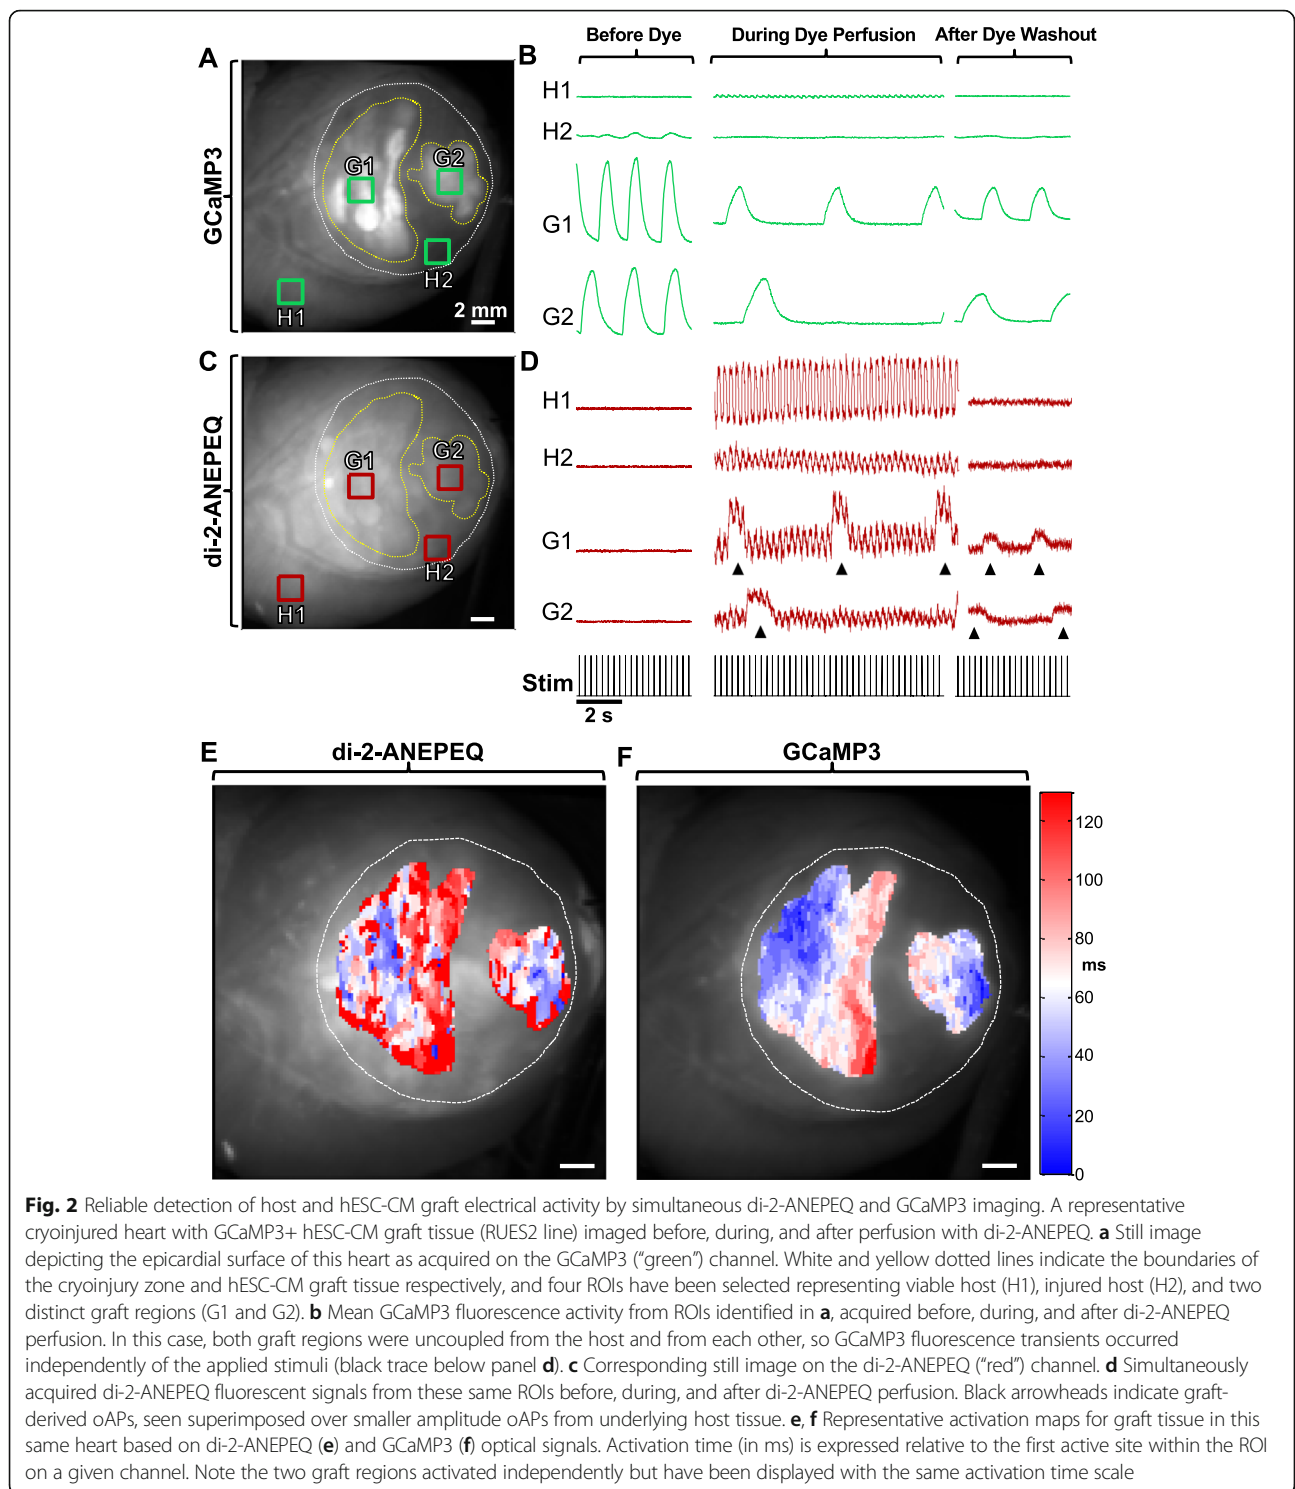 Before Dye
During Dye Perfusion
After Dye Washout
A
B
GCaMP3
G1
G2
H2
H1
2 mm
H1
H2
G1
G2
C
D
di-2-ANEPEQ
G1
G2
H2
H1
H1
H2
G1
G2
Stim
2 s
E
di-2-ANEPEQ
F
GCaMP3
120
100
80
ms
60
40
20
0
Fig. 2 Reliable detection of host and hESC-CM graft electrical activity by simultaneous di-2-ANEPEQ and GCaMP3 imaging. A representative
cryoinjured heart with GCaMP3+ hESC-CM graft tissue (RUES2 line) imaged before, during, and after perfusion with di-2-ANEPEQ. a Still image
depicting the epicardial surface of this heart as acquired on the GCaMP3 (“green”) channel. White and yellow dotted lines indicate the boundaries of
the cryoinjury zone and hESC-CM graft tissue respectively, and four ROIs have been selected representing viable host (H1), injured host (H2), and two
distinct graft regions (G1 and G2). b Mean GCaMP3 fluorescence activity from ROIs identified in a, acquired before, during, and after di-2-ANEPEQ
perfusion. In this case, both graft regions were uncoupled from the host and from each other, so GCaMP3 fluorescence transients occurred
independently of the applied stimuli (black trace below panel d). c Corresponding still image on the di-2-ANEPEQ (“red”) channel. d Simultaneously
acquired di-2-ANEPEQ fluorescent signals from these same ROIs before, during, and after di-2-ANEPEQ perfusion. Black arrowheads indicate graft-
derived oAPs, seen superimposed over smaller amplitude oAPs from underlying host tissue. e, f Representative activation maps for graft tissue in this
same heart based on di-2-ANEPEQ (e) and GCaMP3 (f) optical signals. Activation time (in ms) is expressed relative to the first active site within the ROI
on a given channel. Note the two graft regions activated independently but have been displayed with the same activation time scale